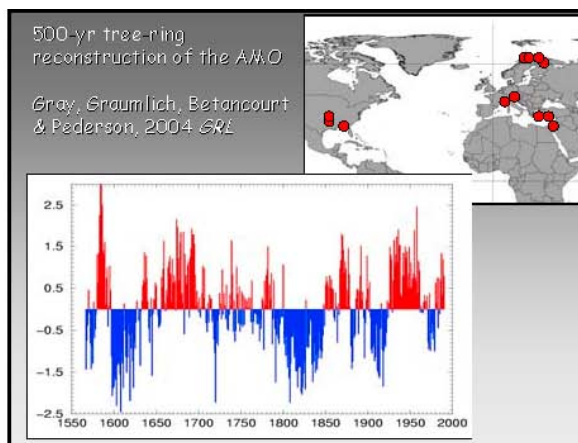 500-yr tree-ring
reconstruction of the AMO
Gray, Graumlich, Betancourt
& Pederson, 2004 GRL
2.5
1.5
0.5
-0.5
-1.5
-2.5
1550 1600 1650 1700 1750 1800 1850 1900 1950 2000